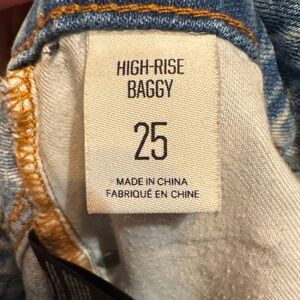 HIGH-RISE
BAGGY
25
MADE IN CHINA
FABRIQUÉ EN CHINE